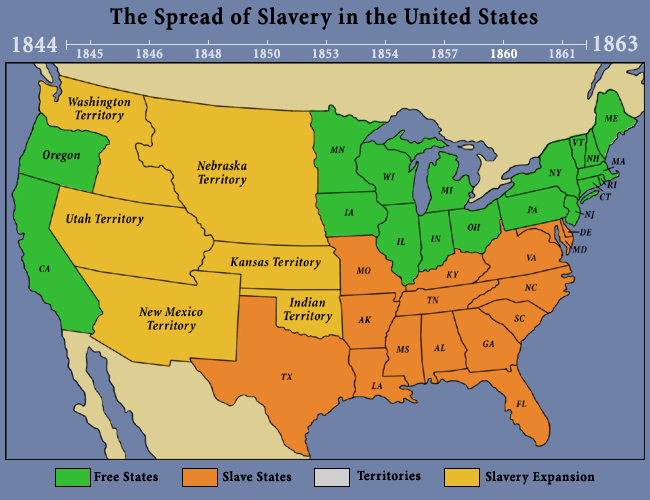 The Spread of Slavery in the United States
1844 1845 1846 1848 1850 1853 1854 1857 1860 1861 1863
Washington
Territory
Oregon
Nebraska
Territory
Utah Territory
CA
Kansas Territory
New Mexico
Territory
Indian
Territory
MN
WI
MI
IA
IL
IN
OH
PA
NY
VT
NH
ME
MA
RI
CT
NJ
DE
MD
MO
KY
VA
TN
NC
AK
SC
MS
AL
GA
TX
LA
FL
Free States
Slave States
Territories
Slavery Expansion